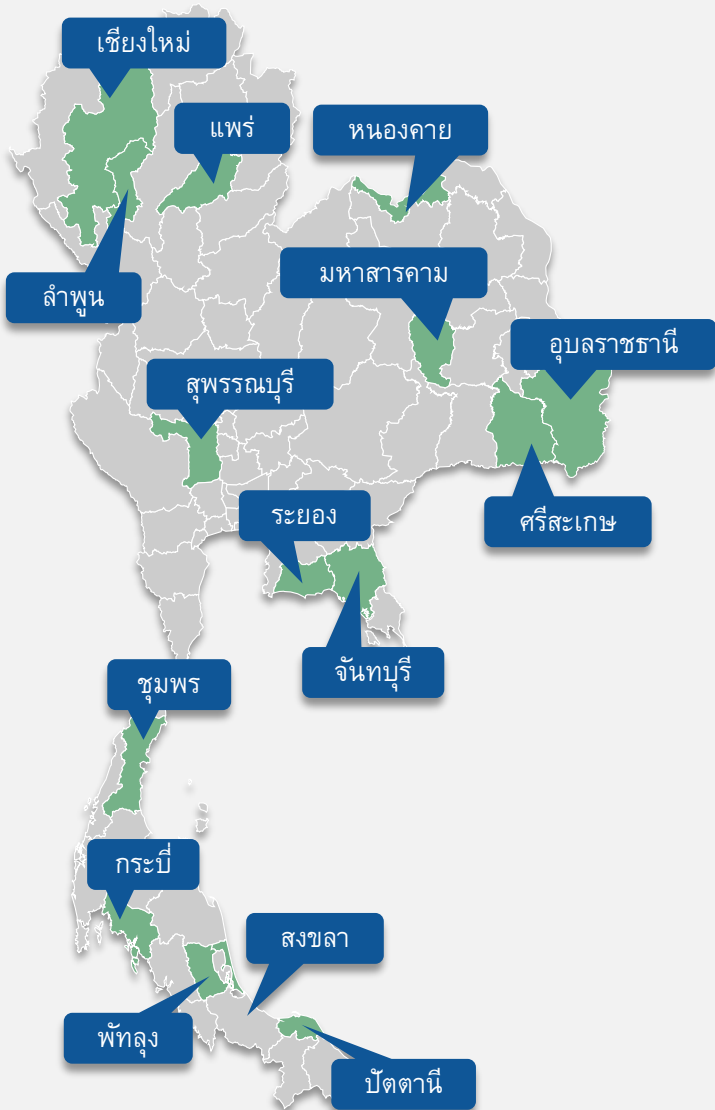 เชียงใหม่
แพร่
หนองคาย
มหาสารคาม
ลำพูน
อุบลราชธานี
สุพรรณบุรี
ระยอง
ศรีสะเกษ
จันทบุรี
ชุมพร
กระบี่
สงขลา
พัทลุง
ปัตตานี